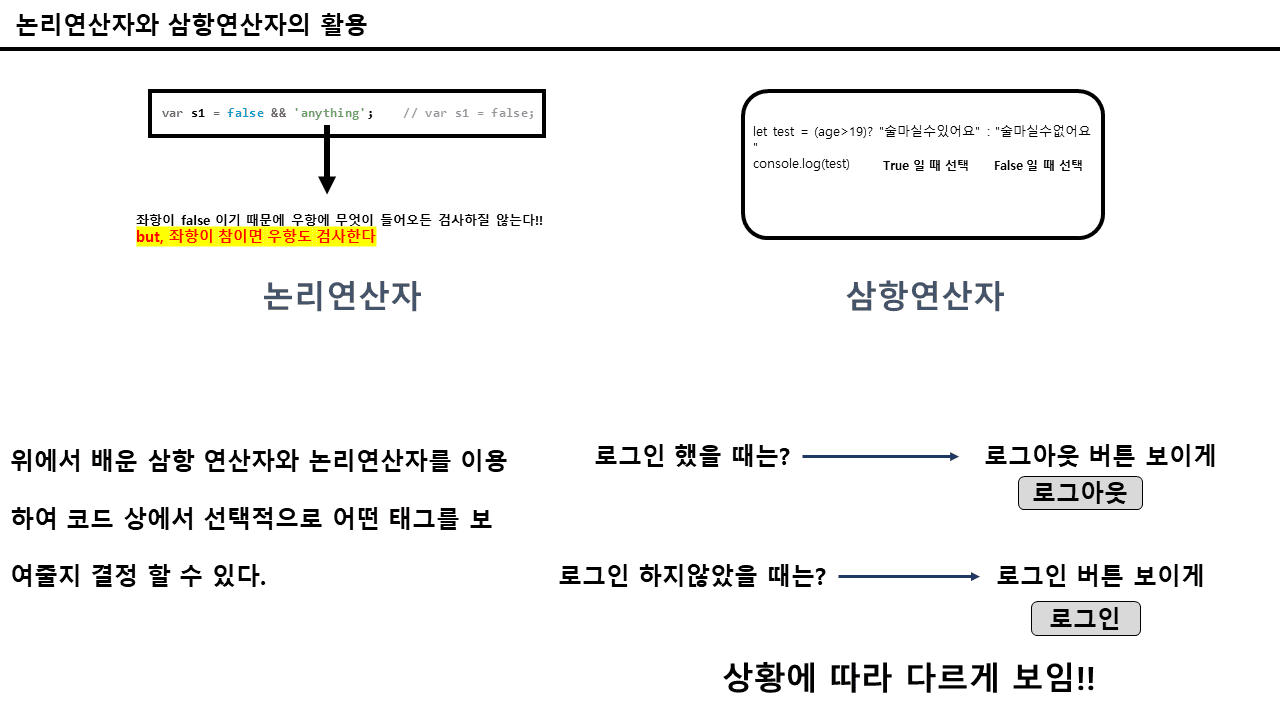 논리연산자와 삼항연산자의 활용
var s1 = false && 'anything';    // var s1 = false;
좌항이 false 이기 때문에 우항에 무엇이 들어오든 검사하질 않는다!!
but, 좌항이 참이면 우항도 검사한다
논리연산자
let test = (age>19)? "술마실수있어요" : "술마실수없어요
"
console.log(test)
True 일 때 선택
False 일 때 선택
삼항연산자
위에서 배운 삼항 연산자와 논리연산자를 이용
하여 코드 상에서 선택적으로 어떤 태그를 보
여줄지 결정 할 수 있다.
로그인 했을 때는?
로그아웃 버튼 보이게
로그아웃
로그인 하지않았을 때는?
로그인 버튼 보이게
로그인
상황에 따라 다르게 보임!!